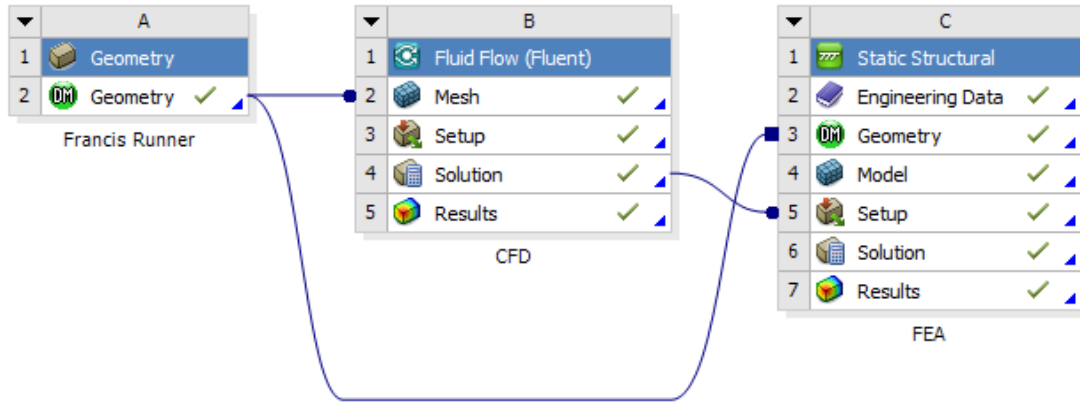 A
1 Geometry
2 DM Geometry
Francis Runner
B
1 Fluid Flow (Fluent)
2 Mesh
3 Setup
4 Solution
5 Results
CFD
C
1 Static Structural
2 Engineering Data
3 DM Geometry
4 Model
5 Setup
6 Solution
7 Results
FEA